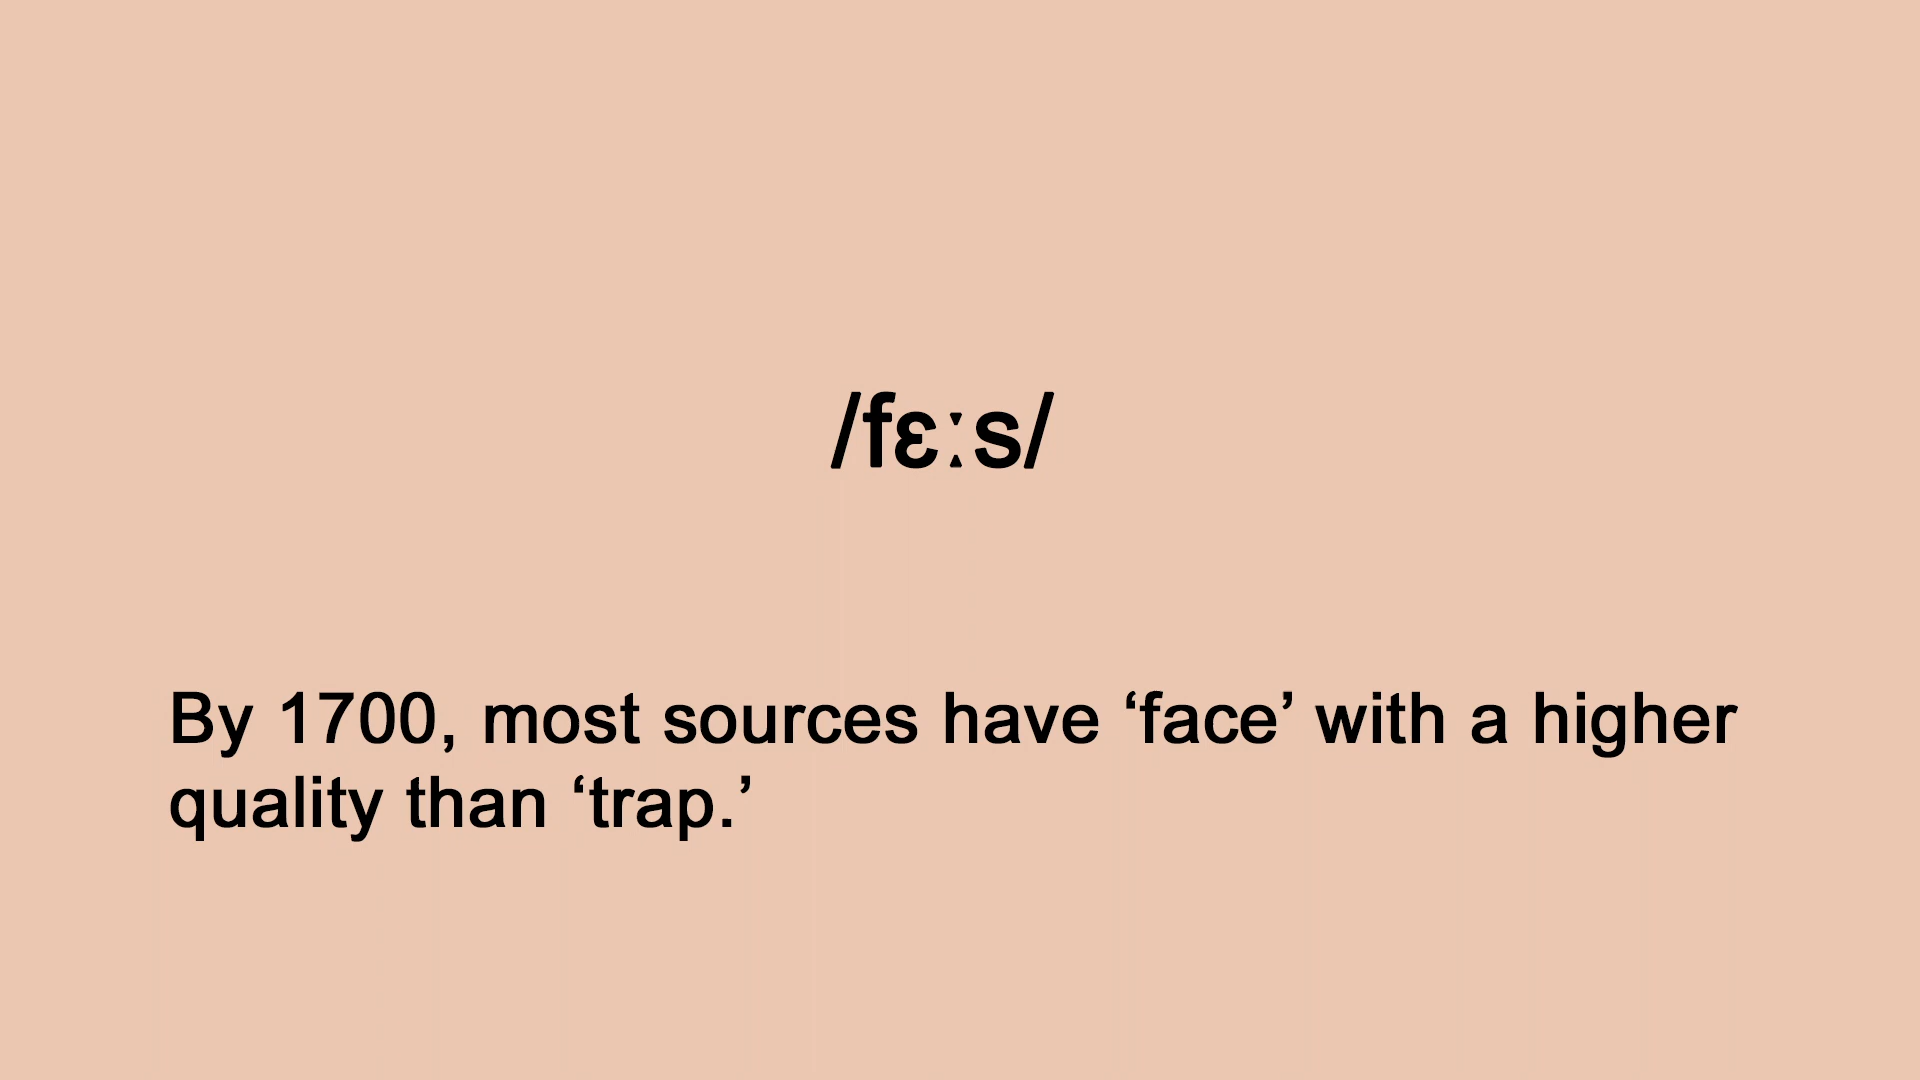 /fɛːs/
By 1700, most sources have ‘face’ with a higher
quality than ‘trap.’